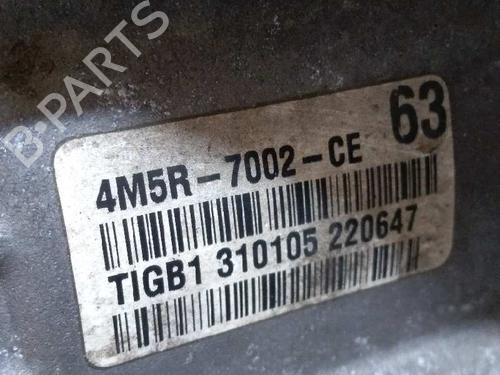 B-PARTS
63
4M5R-7002-CE
TIGB1 310105 220647